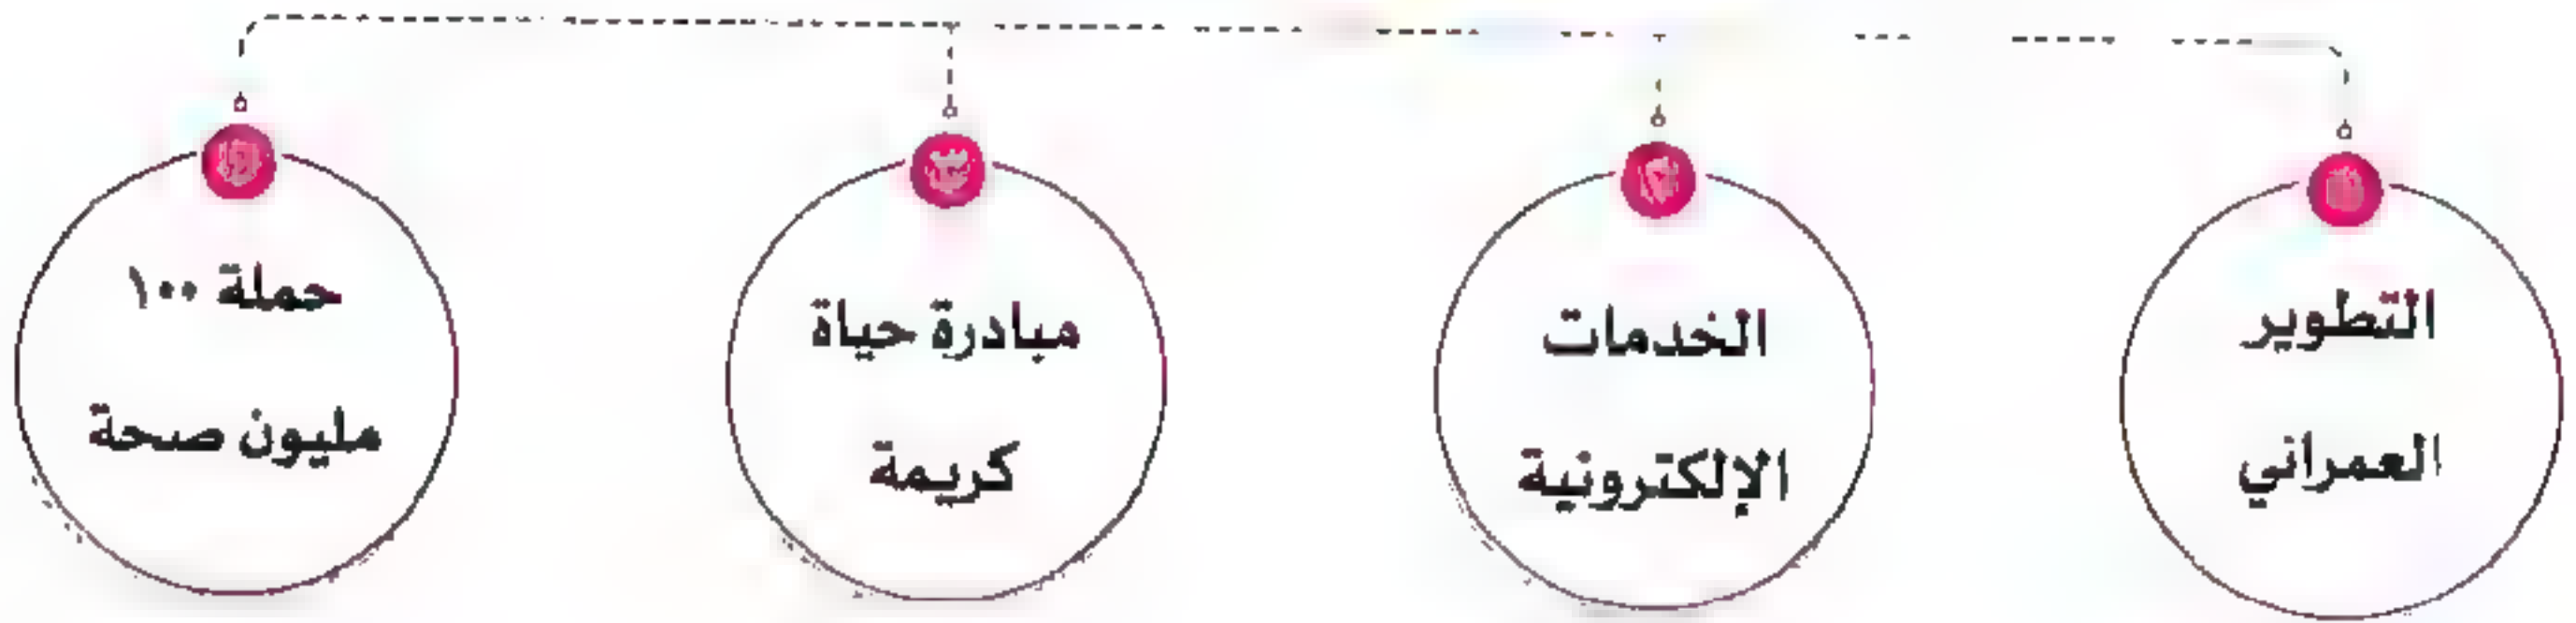 التطوير
العمراني
الخدمات
الإلكترونية
مبادرة حياة
كريمة
حملة ١٠٠
مليون صحة